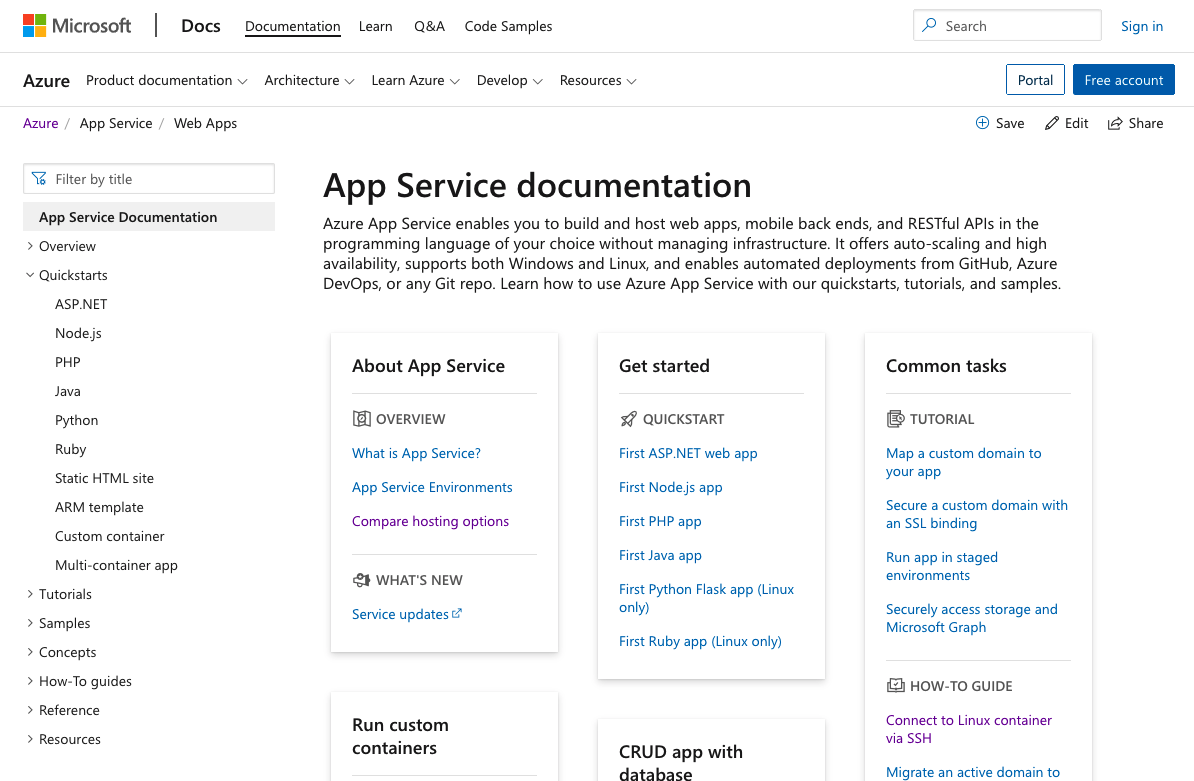 Microsoft Docs Documentation Learn Q&A Code Samples Search Sign in
Azure Product documentation Architecture Learn Azure Develop Resources Portal Free account
Azure / App Service / Web Apps Save Edit Share
Filter by title
App Service Documentation
Overview
Quickstarts
ASP.NET
Node.js
PHP
Java
Python
Ruby
Static HTML site
ARM template
Custom container
Multi-container app
Tutorials
Samples
Concepts
How-To guides
Reference
Resources
App Service documentation
Azure App Service enables you to build and host web apps, mobile back ends, and RESTful APIs in the
programming language of your choice without managing infrastructure. It offers auto-scaling and high
availability, supports both Windows and Linux, and enables automated deployments from GitHub, Azure
DevOps, or any Git repo. Learn how to use Azure App Service with our quickstarts, tutorials, and samples.
About App Service
OVERVIEW
What is App Service?
App Service Environments
Compare hosting options
WHAT'S NEW
Service updates
Run custom
containers
Get started
QUICKSTART
First ASP.NET web app
First Node.js app
First PHP app
First Java app
First Python Flask app (Linux
only)
First Ruby app (Linux only)
CRUD app with
database
Common tasks
TUTORIAL
Map a custom domain to
your app
Secure a custom domain with
an SSL binding
Run app in staged
environments
Securely access storage and
Microsoft Graph
HOW-TO GUIDE
Connect to Linux container
via SSH
Migrate an active domain to